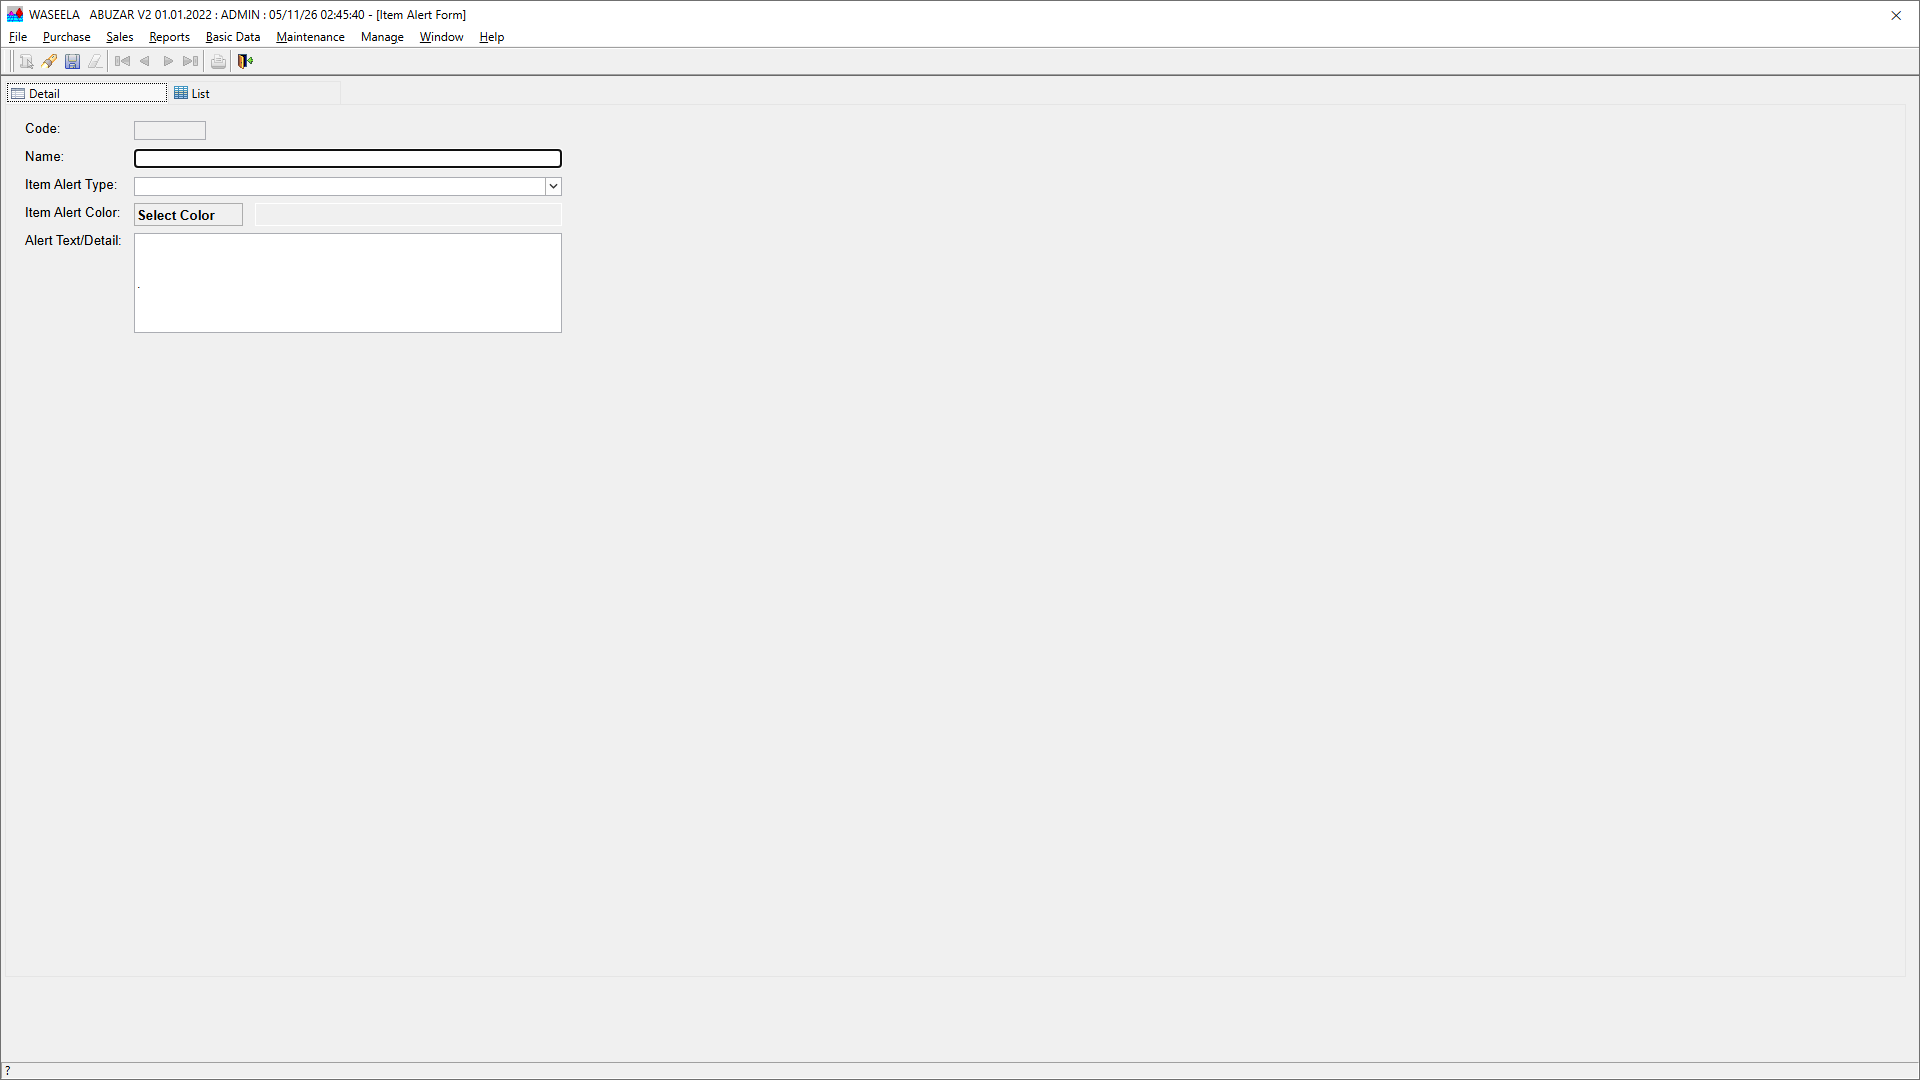 WASEELA   ABUZAR V2 01.01.2022 : ADMIN : 05/11/26 02:45:40 - [Item Alert Form]
File Purchase Sales Reports Basic Data Maintenance Manage Window Help
Detail List
Code:
Name:
Item Alert Type:
Item Alert Color: Select Color
Alert Text/Detail:
.
?